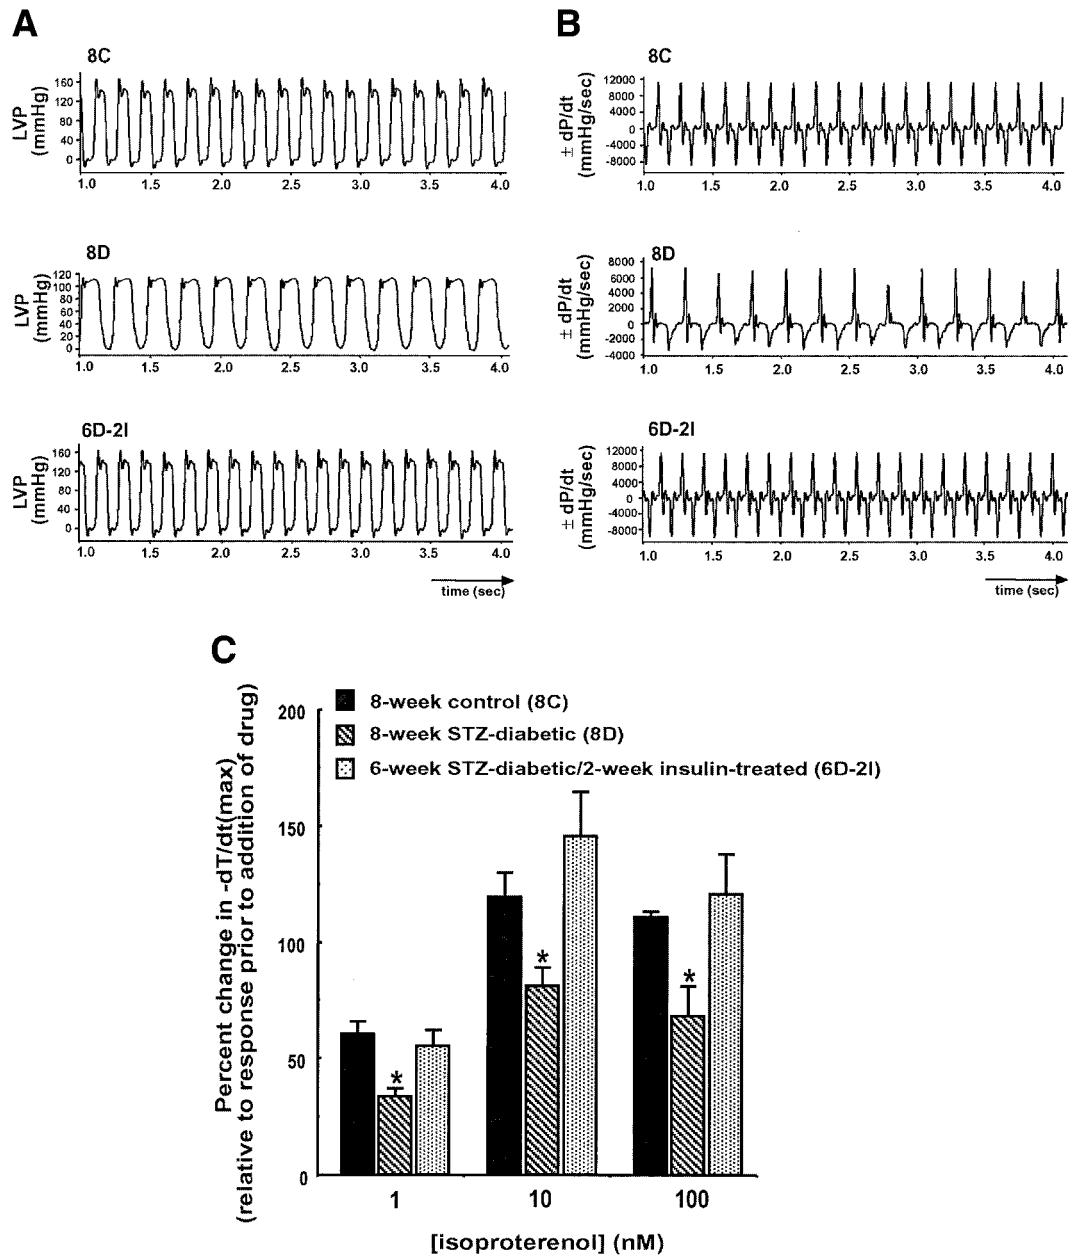 A
B
8C
LVP
(mmHg)
160
120
80
40
0
1.0 1.5 2.0 2.5 3.0 3.5 4.0
8C
± dP/dt
(mmHg/sec)
12000
8000
4000
0
-4000
-8000
1.0 1.5 2.0 2.5 3.0 3.5 4.0
8D
LVP
(mmHg)
120
100
80
60
40
20
0
1.0 1.5 2.0 2.5 3.0 3.5 4.0
8D
± dP/dt
(mmHg/sec)
8000
6000
4000
2000
0
-2000
-4000
1.0 1.5 2.0 2.5 3.0 3.5 4.0
6D-2I
LVP
(mmHg)
160
120
80
40
0
1.0 1.5 2.0 2.5 3.0 3.5 4.0
time (sec)
6D-2I
± dP/dt
(mmHg/sec)
12000
8000
4000
0
-4000
-8000
1.0 1.5 2.0 2.5 3.0 3.5 4.0
time (sec)
C
8-week control (8C)
8-week STZ-diabetic (8D)
6-week STZ-diabetic/2-week insulin-treated (6D-2I)
Percent change in -dT/dt(max)
(relative to response prior to addition of drug)
200
150
100
50
0
*
*
*
1 10 100
[isoproterenol] (nM)